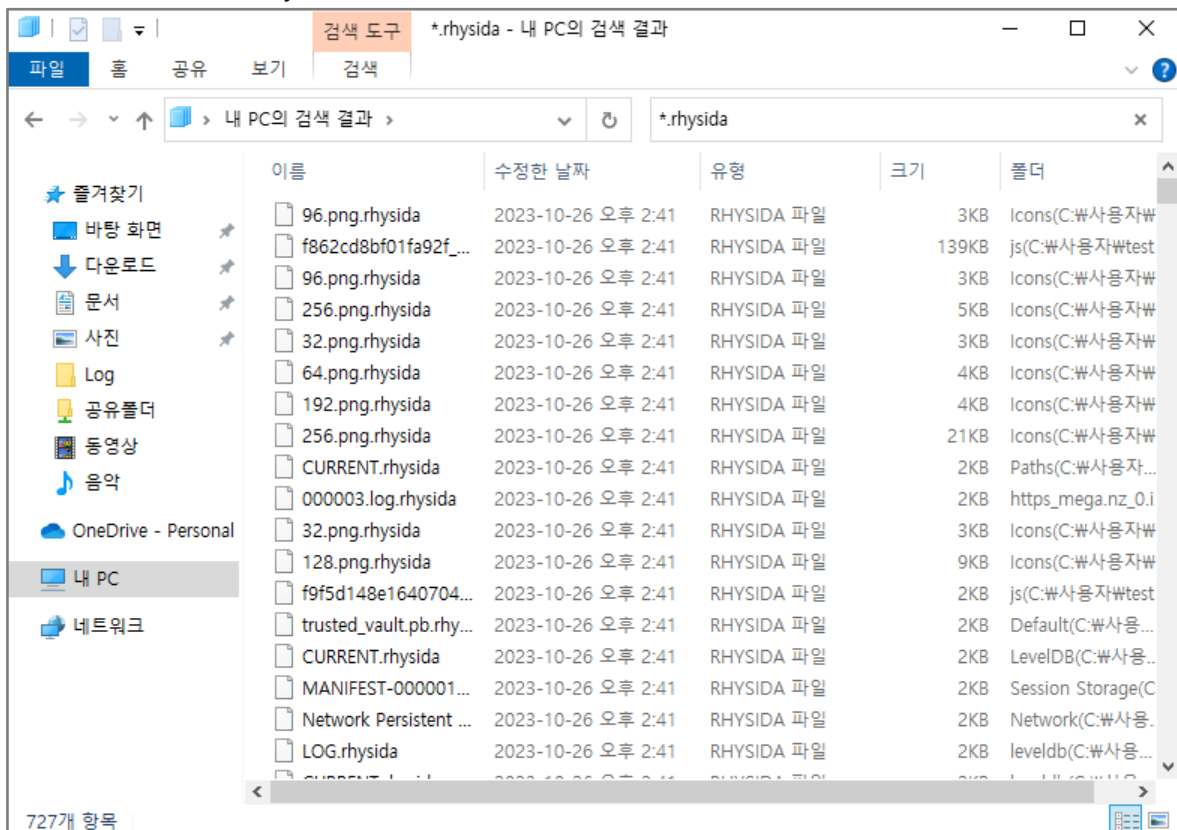 검색 도구 *.rhysida - 내 PC의 검색 결과
파일 홈 공유 보기 검색
내 PC의 검색 결과 *.rhysida
이름 수정한 날짜 유형 크기 폴더
즐겨찾기
바탕 화면
다운로드
문서
사진
Log
공유폴더
동영상
음악
OneDrive - Personal
내 PC
네트워크
96.png.rhysida 2023-10-26 오후 2:41 RHYSIDA 파일 3KB Icons(C:₩사용자₩
f862cd8bf01fa92f_... 2023-10-26 오후 2:41 RHYSIDA 파일 139KB js(C:₩사용자₩test
96.png.rhysida 2023-10-26 오후 2:41 RHYSIDA 파일 3KB Icons(C:₩사용자₩
256.png.rhysida 2023-10-26 오후 2:41 RHYSIDA 파일 5KB Icons(C:₩사용자₩
32.png.rhysida 2023-10-26 오후 2:41 RHYSIDA 파일 3KB Icons(C:₩사용자₩
64.png.rhysida 2023-10-26 오후 2:41 RHYSIDA 파일 4KB Icons(C:₩사용자₩
192.png.rhysida 2023-10-26 오후 2:41 RHYSIDA 파일 4KB Icons(C:₩사용자₩
256.png.rhysida 2023-10-26 오후 2:41 RHYSIDA 파일 21KB Icons(C:₩사용자₩
CURRENT.rhysida 2023-10-26 오후 2:41 RHYSIDA 파일 2KB Paths(C:₩사용자...
000003.log.rhysida 2023-10-26 오후 2:41 RHYSIDA 파일 2KB https_mega.nz_0.i
32.png.rhysida 2023-10-26 오후 2:41 RHYSIDA 파일 3KB Icons(C:₩사용자₩
128.png.rhysida 2023-10-26 오후 2:41 RHYSIDA 파일 9KB Icons(C:₩사용자₩
f9f5d148e1640704... 2023-10-26 오후 2:41 RHYSIDA 파일 2KB js(C:₩사용자₩test
trusted_vault.pb.rhy... 2023-10-26 오후 2:41 RHYSIDA 파일 2KB Default(C:₩사용...
CURRENT.rhysida 2023-10-26 오후 2:41 RHYSIDA 파일 2KB LevelDB(C:₩사용..
MANIFEST-000001... 2023-10-26 오후 2:41 RHYSIDA 파일 2KB Session Storage(C
Network Persistent ... 2023-10-26 오후 2:41 RHYSIDA 파일 2KB Network(C:₩사용.
LOG.rhysida 2023-10-26 오후 2:41 RHYSIDA 파일 2KB leveldb(C:₩사용...
727개 항목